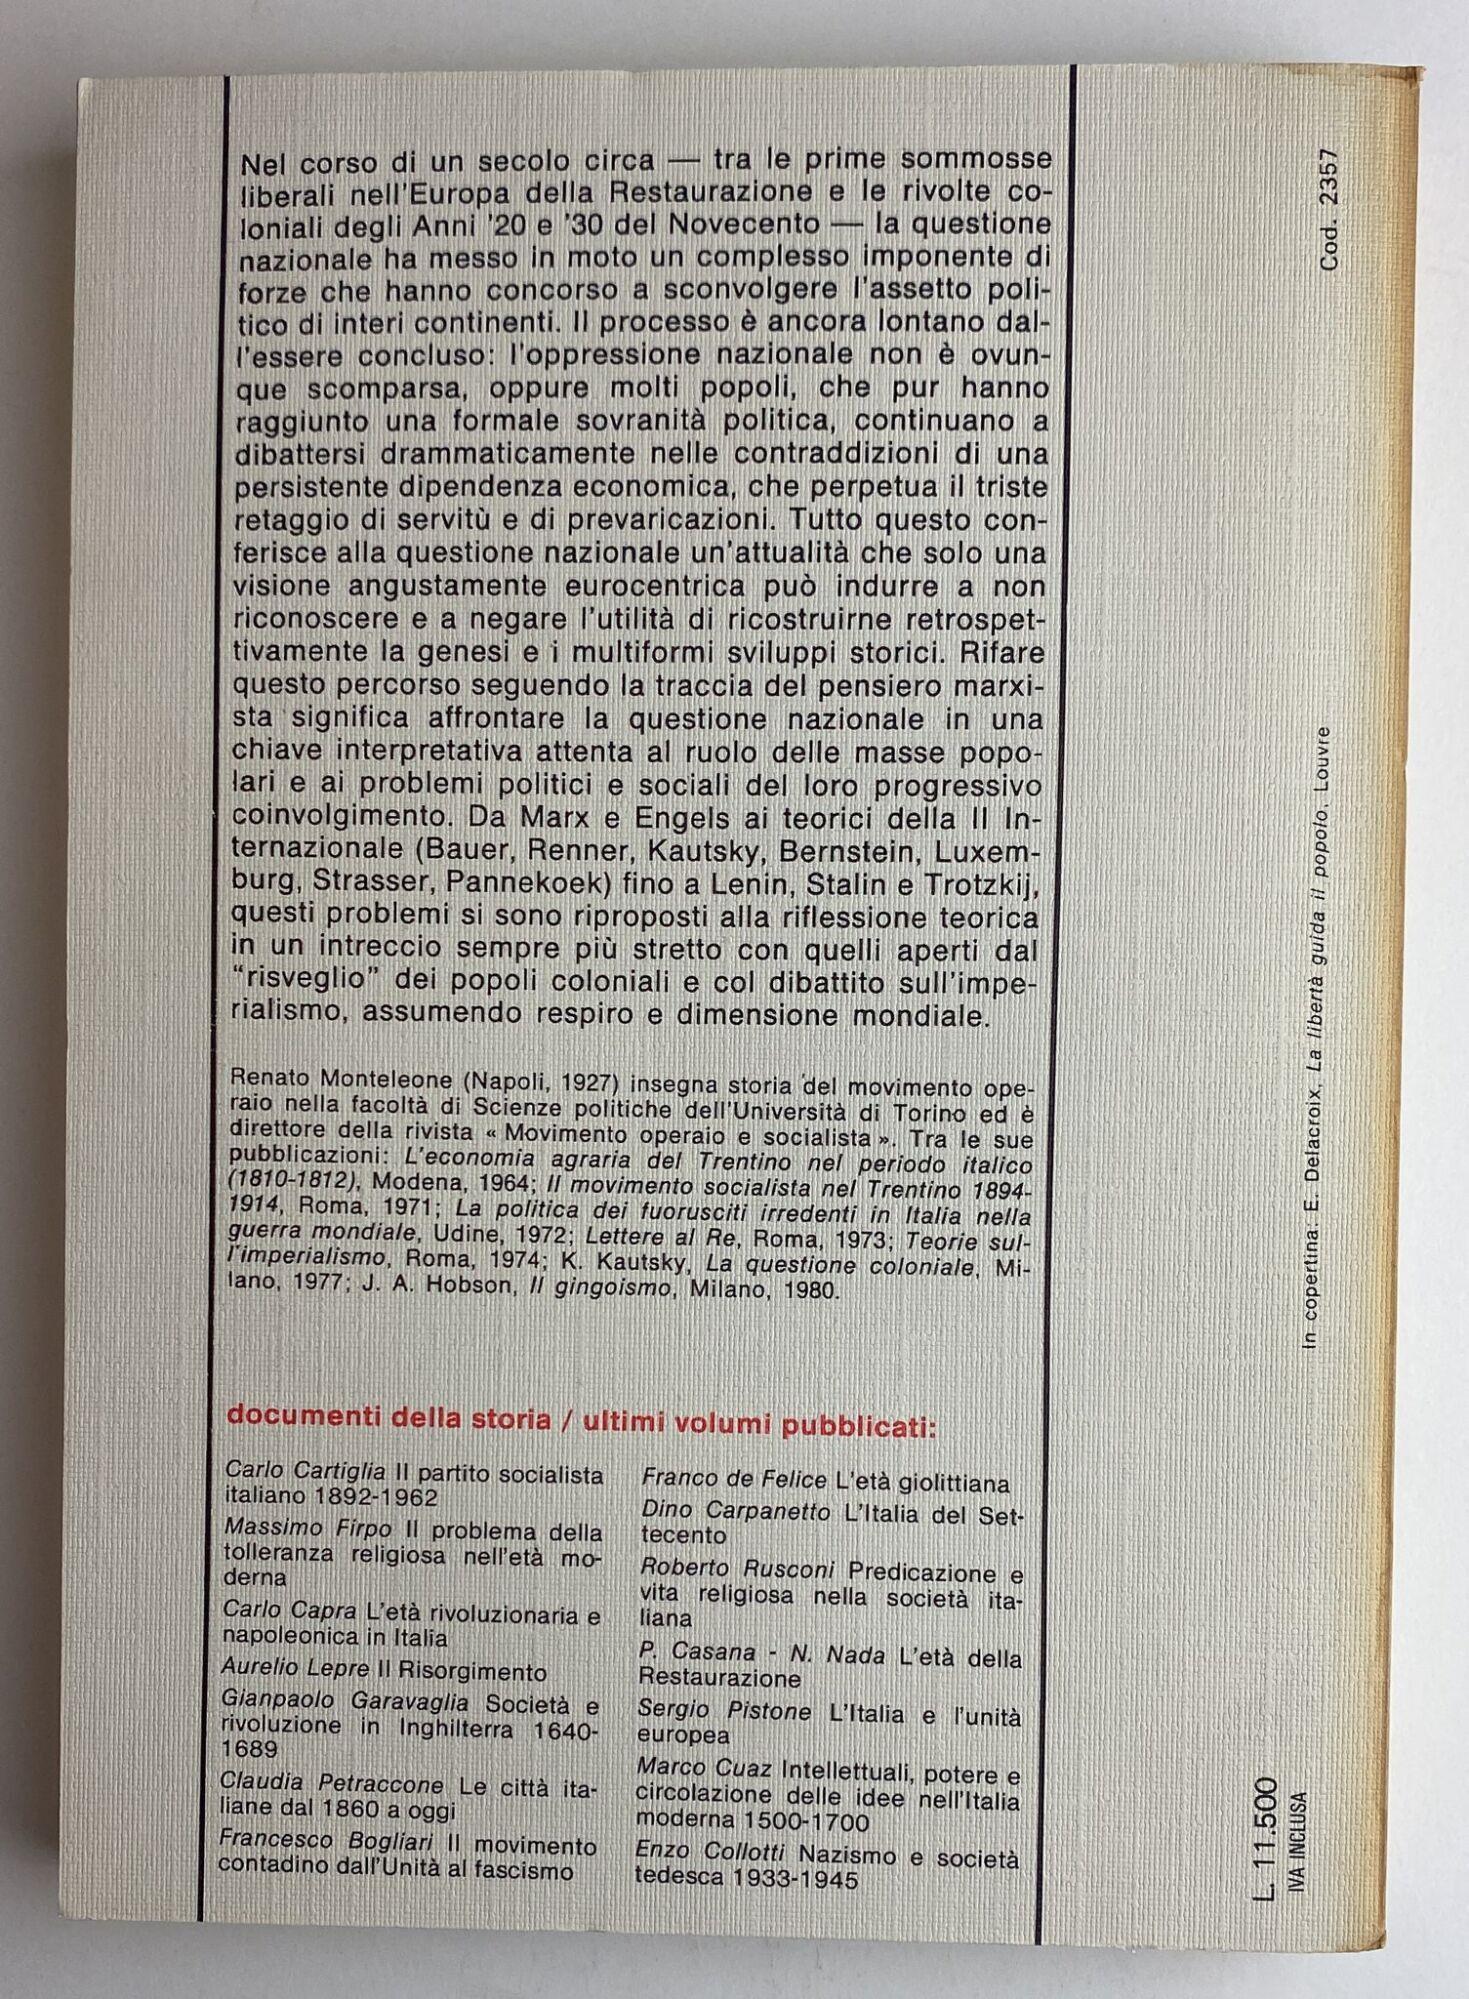 Nel corso di un secolo circa — tra le prime sommosse
liberali nell'Europa della Restaurazione e le rivolte co-
loniali degli Anni '20 e '30 del Novecento — la questione
nazionale ha messo in moto un complesso imponente di
forze che hanno concorso a sconvolgere l'assetto poli-
tico di interi continenti. Il processo è ancora lontano dal-
l'essere concluso: l'oppressione nazionale non è ovun-
que scomparsa, oppure molti popoli, che pur hanno
raggiunto una formale sovranità politica, continuano a
dibattersi drammaticamente nelle contraddizioni di una
persistente dipendenza economica, che perpetua il triste
retaggio di servitù e di prevaricazioni. Tutto questo con-
ferisce alla questione nazionale un'attualità che solo una
visione angustamente eurocentrica può indurre a non
riconoscere e a negare l'utilità di ricostruirne retrospet-
tivamente la genesi e i multiformi sviluppi storici. Rifare
questo percorso seguendo la traccia del pensiero marxi-
sta significa affrontare la questione nazionale in una
chiave interpretativa attenta al ruolo delle masse popo-
lari e ai problemi politici e sociali del loro progressivo
coinvolgimento. Da Marx e Engels ai teorici della II In-
ternazionale (Bauer, Renner, Kautsky, Bernstein, Luxem-
burg, Strasser, Pannekoek) fino a Lenin, Stalin e Trotzkij,
questi problemi si sono riproposti alla riflessione teorica
in un intreccio sempre più stretto con quelli aperti dal
“risveglio” dei popoli coloniali e col dibattito sull'impe-
rialismo, assumendo respiro e dimensione mondiale.
Renato Monteleone (Napoli, 1927) insegna storia del movimento ope-
raio nella facoltà di Scienze politiche dell'Università di Torino ed è
direttore della rivista « Movimento operaio e socialista ». Tra le sue
pubblicazioni: L'economia agraria del Trentino nel periodo italico
(1810-1812), Modena, 1964; Il movimento socialista nel Trentino 1894-
1914, Roma, 1971; La politica dei fuorusciti irredenti in Italia nella
guerra mondiale, Udine, 1972; Lettere al Re, Roma, 1973; Teorie sul-
l'imperialismo, Roma, 1974; K. Kautsky, La questione coloniale, Mi-
lano, 1977; J. A. Hobson, Il gingoismo, Milano, 1980.
documenti della storia / ultimi volumi pubblicati:
Carlo Cartiglia Il partito socialista
italiano 1892-1962
Massimo Firpo Il problema della
tolleranza religiosa nell'età mo-
derna
Carlo Capra L'età rivoluzionaria e
napoleonica in Italia
Aurelio Lepre Il Risorgimento
Gianpaolo Garavaglia Società e
rivoluzione in Inghilterra 1640-
1689
Claudia Petraccone Le città ita-
liane dal 1860 a oggi
Francesco Bogliari Il movimento
contadino dall'Unità al fascismo
Franco de Felice L'età giolittiana
Dino Carpanetto L'Italia del Set-
tecento
Roberto Rusconi Predicazione e
vita religiosa nella società ita-
liana
P. Casana - N. Nada L'età della
Restaurazione
Sergio Pistone L'Italia e l'unità
europea
Marco Cuaz Intellettuali, potere e
circolazione delle idee nell'Italia
moderna 1500-1700
Enzo Collotti Nazismo e società
tedesca 1933-1945
Cod. 2357
In copertina: E. Delacroix, La libertà guida il popolo, Louvre
L. 11.500
IVA INCLUSA